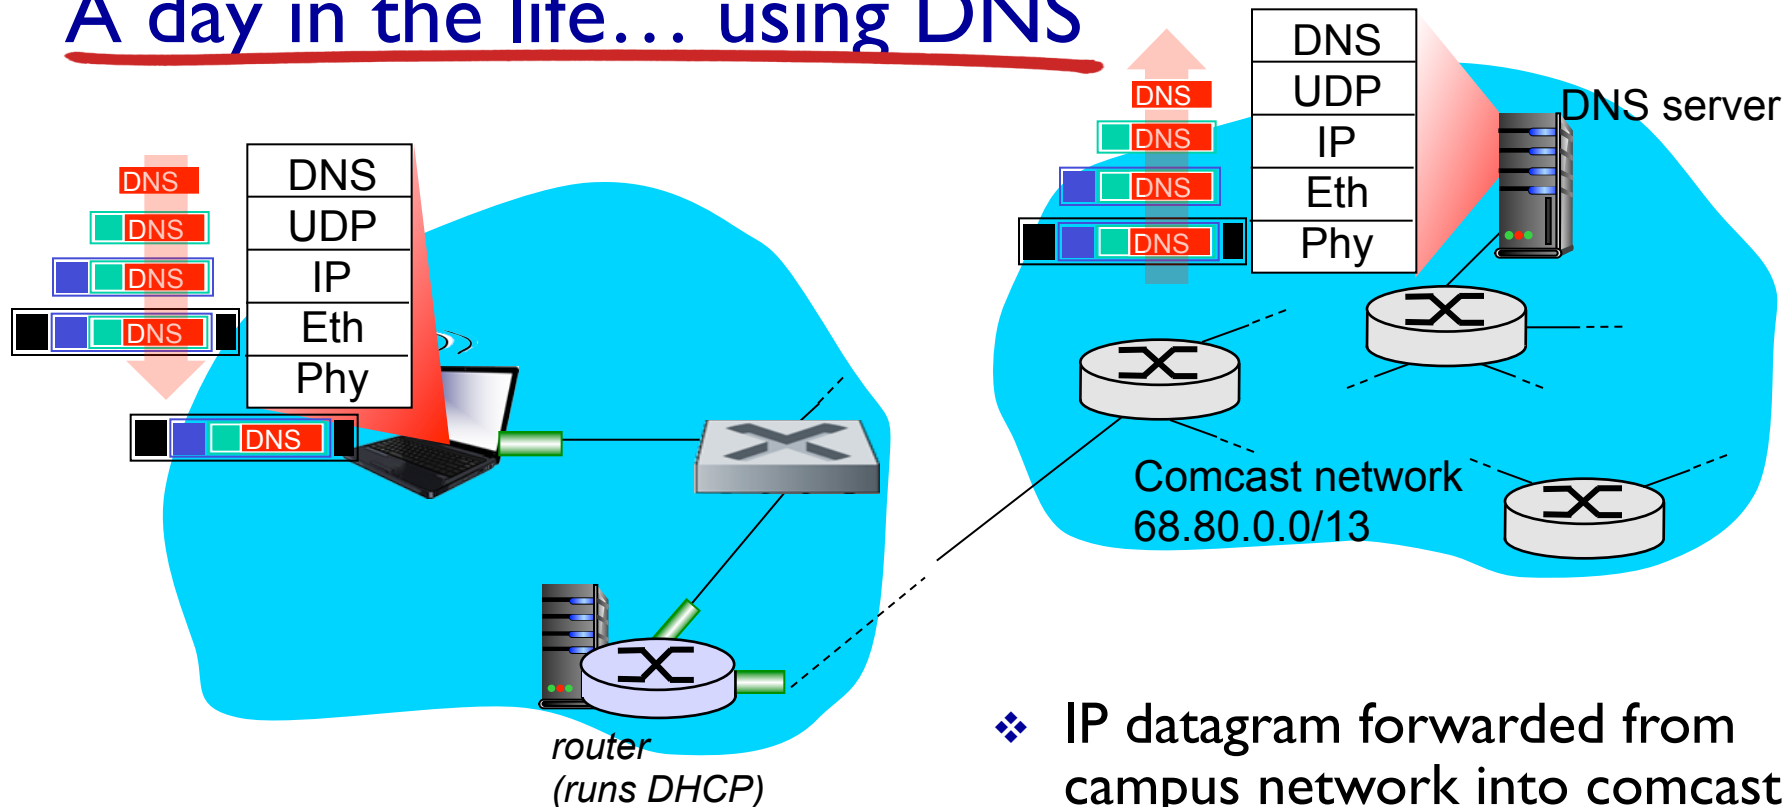 A day in the life… using DNS
DNS
DNS
DNS
DNS
DNS
DNS
UDP
IP
Eth
Phy
DNS
DNS
DNS
DNS
DNS
UDP
IP
Eth
Phy
DNS server
Comcast network
68.80.0.0/13
router
(runs DHCP)
❖ IP datagram forwarded from
campus network into comcast